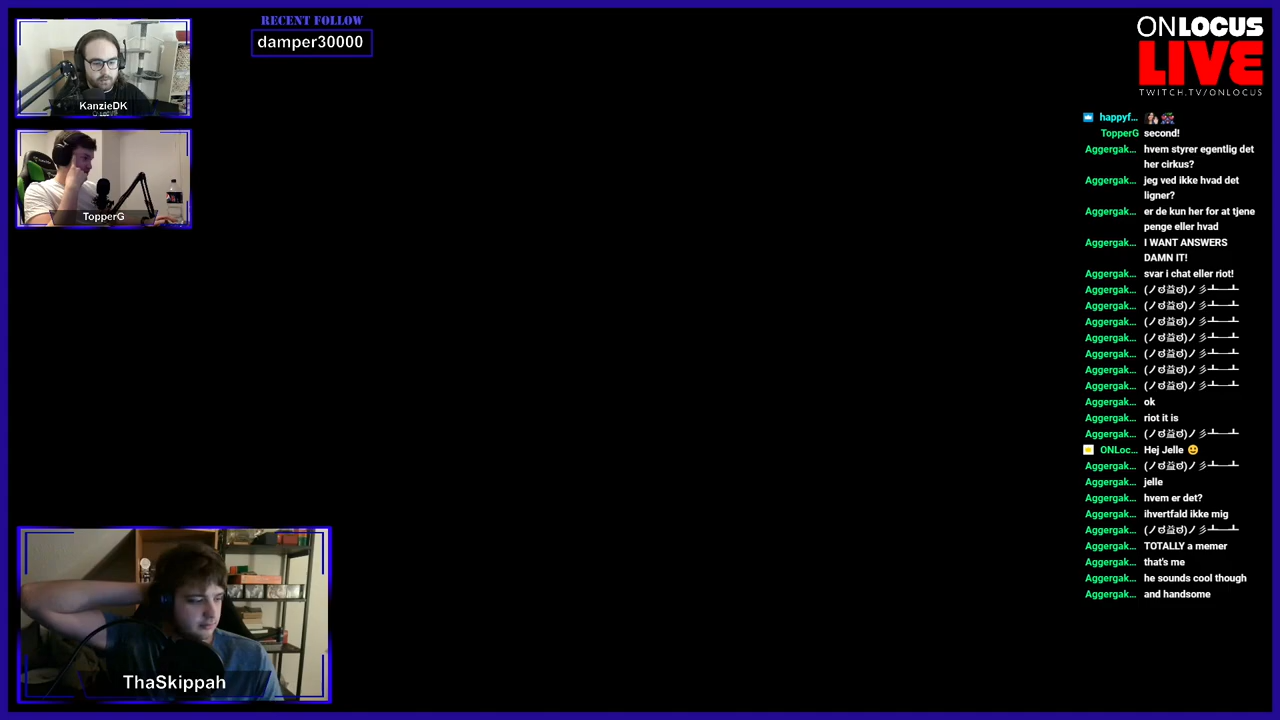 RECENT FOLLOW
damper30000
KanzieDK
TopperG
ThaSkippah
ONLOCUS
LIVE
TWITCH.TV/ONLOCUS
happyf...
TopperG second!
Aggergak... hvem styrer egentlig det
her cirkus?
Aggergak... jeg ved ikke hvad det
ligner?
Aggergak... er de kun her for at tjene
penge eller hvad
Aggergak... I WANT ANSWERS
DAMN IT!
Aggergak... svar i chat eller riot!
Aggergak... (ノಠ益ಠ)ノ彡┻━┻
Aggergak... (ノಠ益ಠ)ノ彡┻━┻
Aggergak... (ノಠ益ಠ)ノ彡┻━┻
Aggergak... (ノಠ益ಠ)ノ彡┻━┻
Aggergak... (ノಠ益ಠ)ノ彡┻━┻
Aggergak... (ノಠ益ಠ)ノ彡┻━┻
Aggergak... (ノಠ益ಠ)ノ彡┻━┻
Aggergak... ok
Aggergak... riot it is
Aggergak... (ノಠ益ಠ)ノ彡┻━┻
ONLoc... Hej Jelle 😃
Aggergak... (ノಠ益ಠ)ノ彡┻━┻
Aggergak... jelle
Aggergak... hvem er det?
Aggergak... ihvertfald ikke mig
Aggergak... (ノಠ益ಠ)ノ彡┻━┻
Aggergak... TOTALLY a memer
Aggergak... that's me
Aggergak... he sounds cool though
Aggergak... and handsome